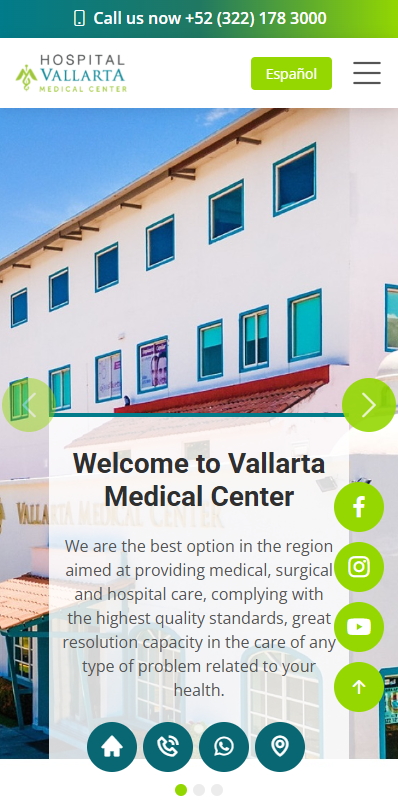 Call us now +52 (322) 178 3000
HOSPITAL
VALLARTA
MEDICAL CENTER
Español
Welcome to Vallarta
Medical Center
VALLARTA MEDICAL CENTER
We are the best option in the region
aimed at providing medical, surgical
and hospital care, complying with
the highest quality standards, great
resolution capacity in the care of any
type of problem related to your
health.